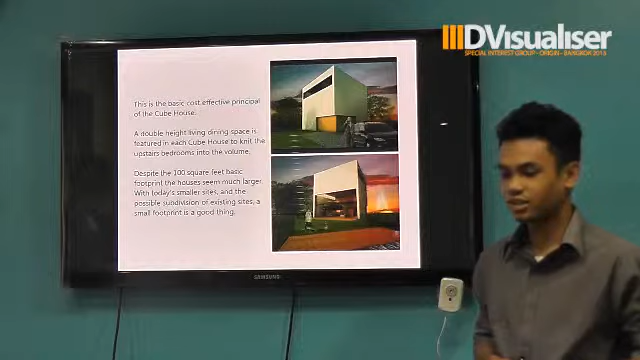 DVisualiser
SPECIAL INTEREST GROUP - ORIGIN - BANGKOK 2015
This is the basic cost effective principal
of the Cube House.
A double height living dining space is
featured in each Cube House to knit the
upstairs bedrooms into the volume.
Despite the 100 square feet basic
footprint the houses seem much larger.
With today's smaller sites, and the
possible subdivision of existing sites, a
small footprint is a good thing.
SAMSUNG